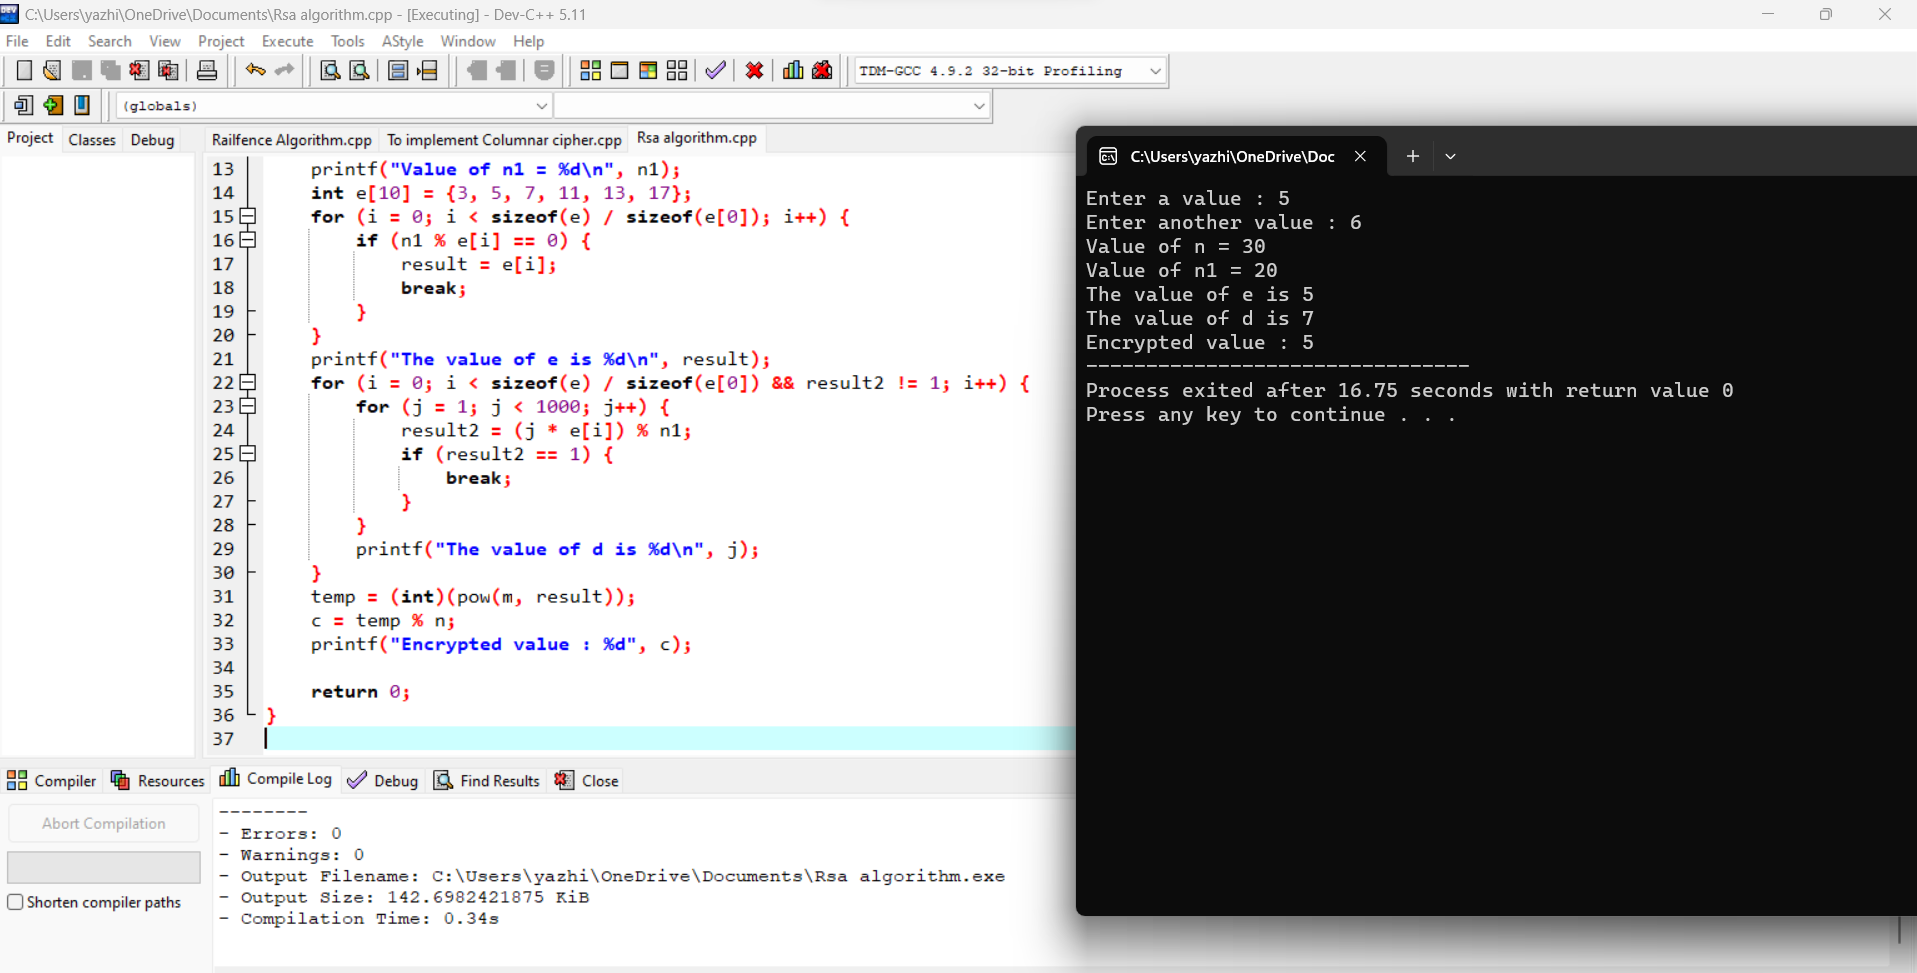 C:\Users\yazhi\OneDrive\Documents\Rsa algorithm.cpp - [Executing] - Dev-C++ 5.11
File Edit Search View Project Execute Tools AStyle Window Help
TDM-GCC 4.9.2 32-bit Profiling
(globals)
Project Classes Debug
Railfence Algorithm.cpp To implement Columnar cipher.cpp Rsa algorithm.cpp
13 printf("Value of n1 = %d\n", n1);
14 int e[10] = {3, 5, 7, 11, 13, 17};
15 for (i = 0; i < sizeof(e) / sizeof(e[0]); i++) {
16 if (n1 % e[i] == 0) {
17 result = e[i];
18 break;
19 }
20 }
21 printf("The value of e is %d\n", result);
22 for (i = 0; i < sizeof(e) / sizeof(e[0]) && result2 != 1; i++) {
23 for (j = 1; j < 1000; j++) {
24 result2 = (j * e[i]) % n1;
25 if (result2 == 1) {
26 break;
27 }
28 }
29 printf("The value of d is %d\n", j);
30 }
31 temp = (int)(pow(m, result));
32 c = temp % n;
33 printf("Encrypted value : %d", c);
34
35 return 0;
36 }
37
C:\Users\yazhi\OneDrive\Doc
Enter a value : 5
Enter another value : 6
Value of n = 30
Value of n1 = 20
The value of e is 5
The value of d is 7
Encrypted value : 5
--------------------------------
Process exited after 16.75 seconds with return value 0
Press any key to continue . . .
Compiler Resources Compile Log Debug Find Results Close
Abort Compilation
Shorten compiler paths
--------
- Errors: 0
- Warnings: 0
- Output Filename: C:\Users\yazhi\OneDrive\Documents\Rsa algorithm.exe
- Output Size: 142.6982421875 KiB
- Compilation Time: 0.34s